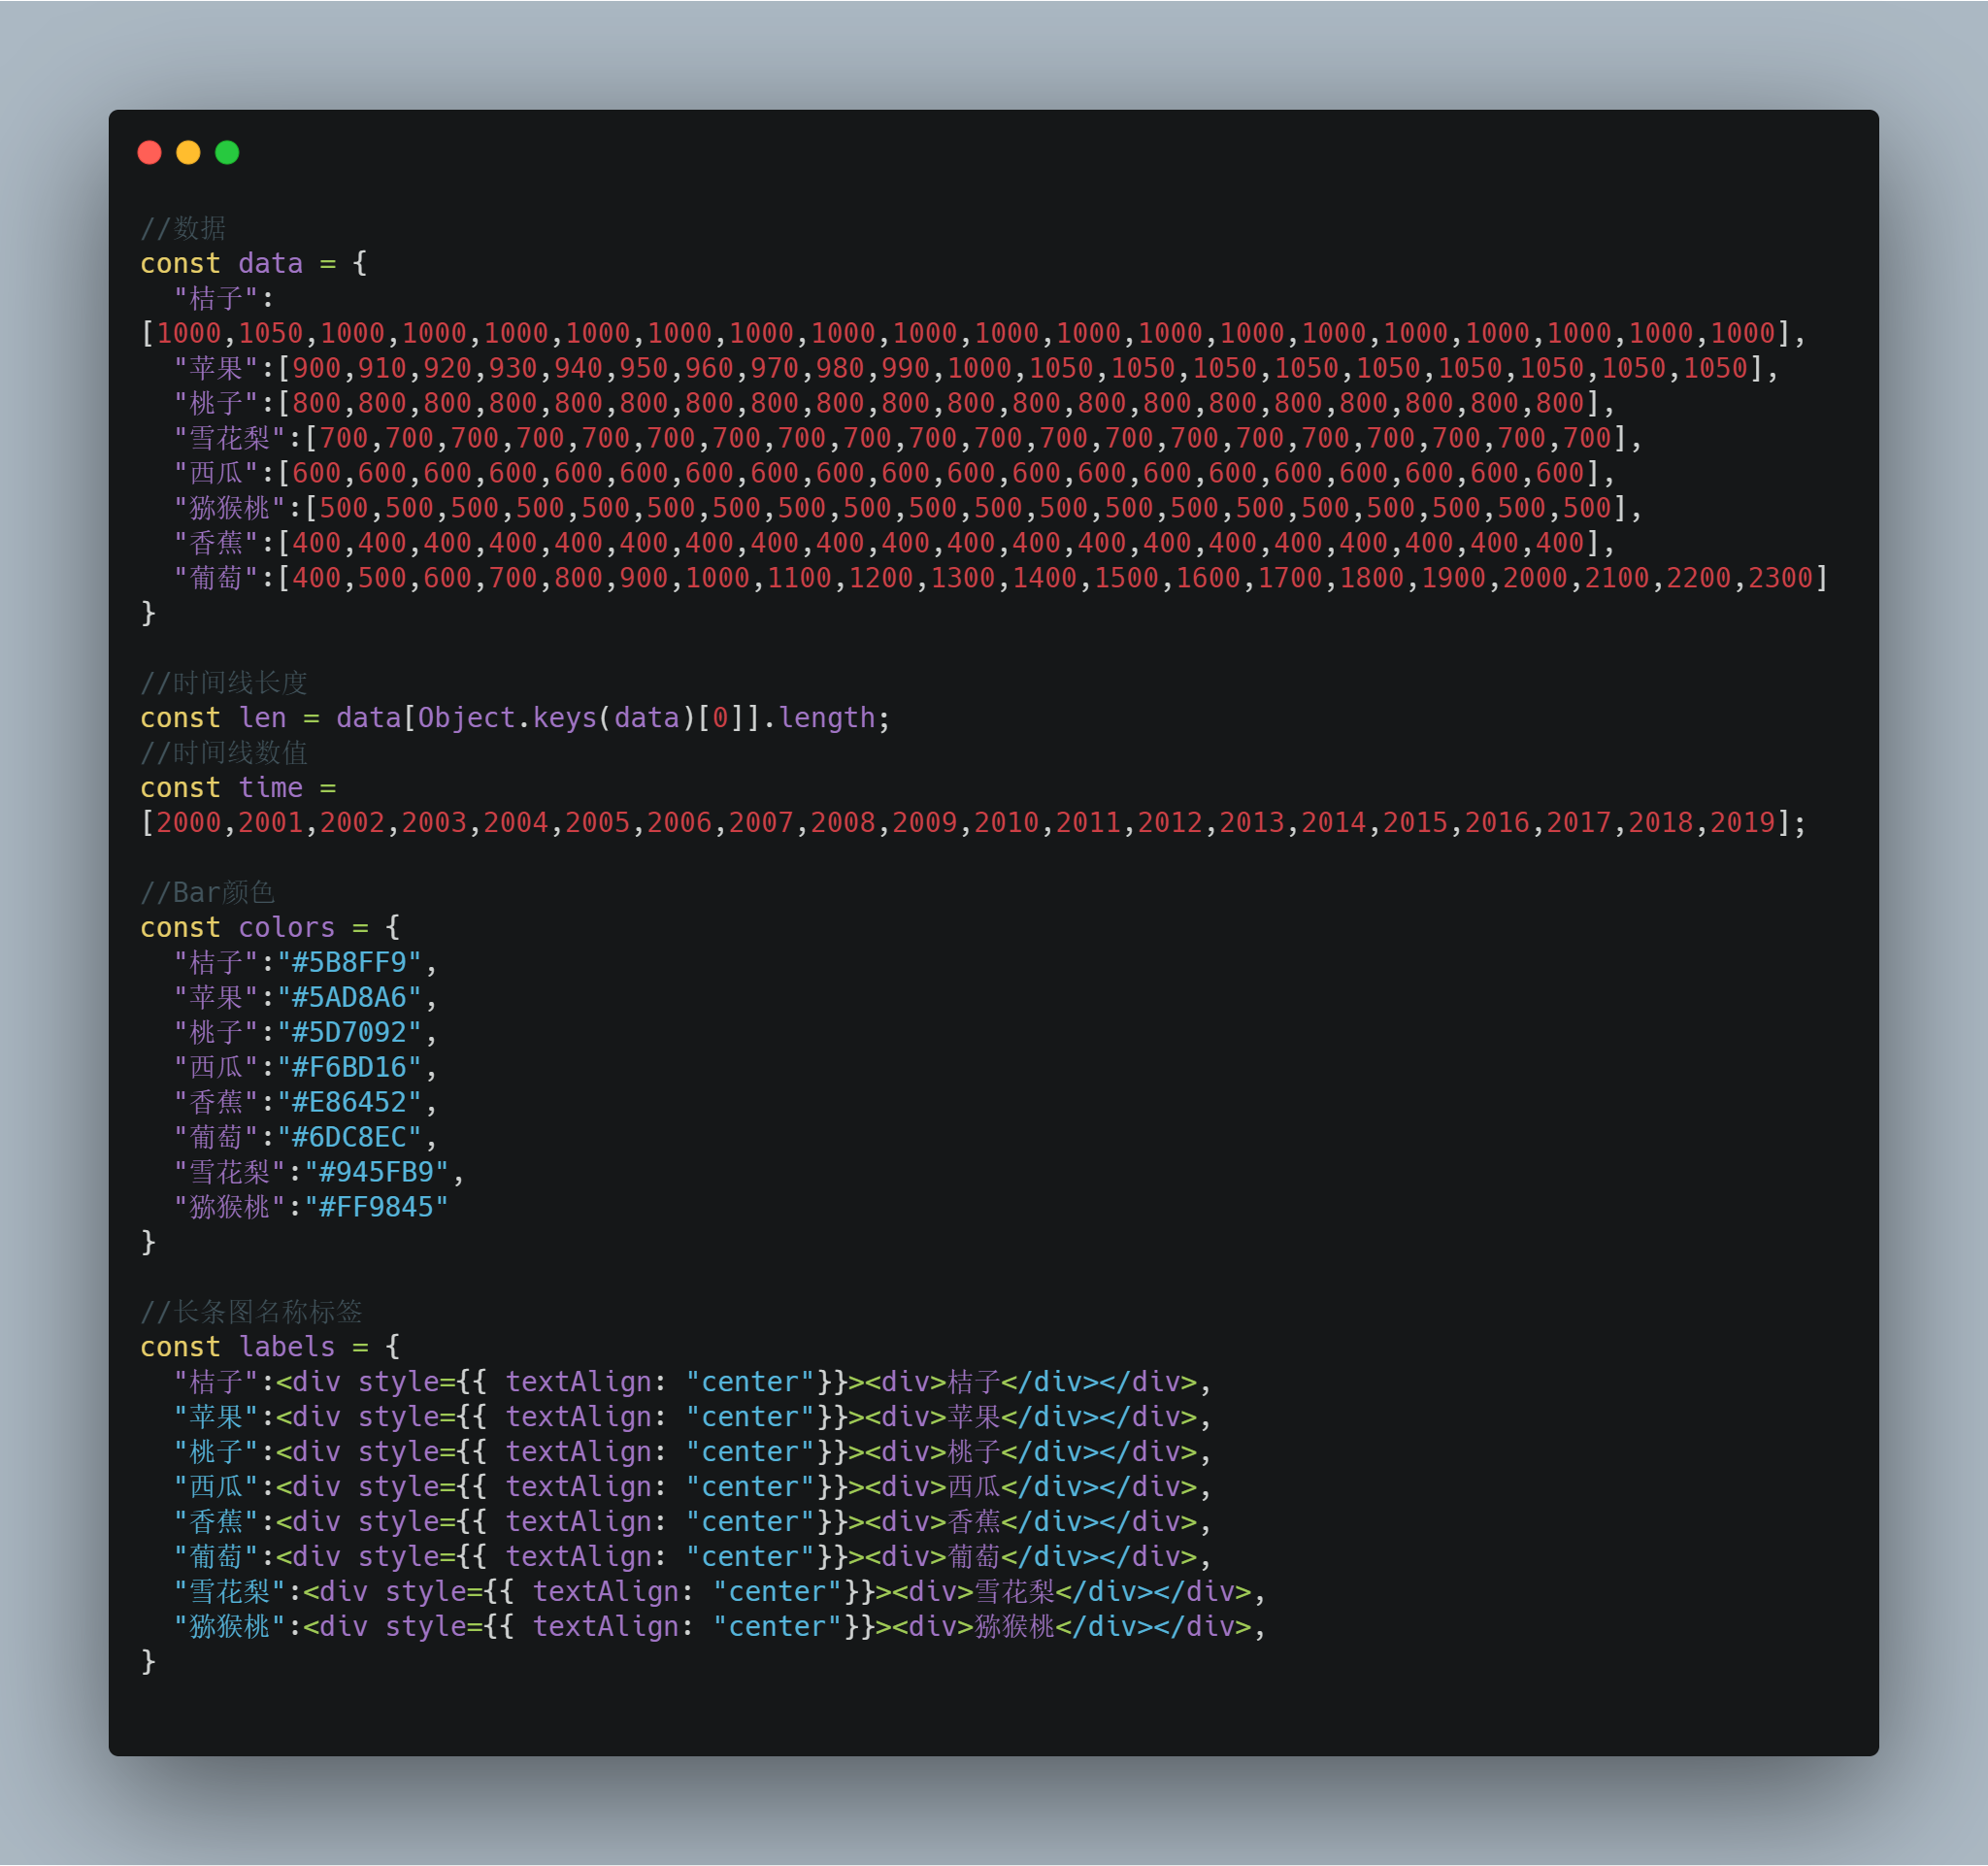 //数据
const data = {
  "桔子":
[1000,1050,1000,1000,1000,1000,1000,1000,1000,1000,1000,1000,1000,1000,1000,1000,1000,1000,1000,1000],
  "苹果":[900,910,920,930,940,950,960,970,980,990,1000,1050,1050,1050,1050,1050,1050,1050,1050,1050],
  "桃子":[800,800,800,800,800,800,800,800,800,800,800,800,800,800,800,800,800,800,800,800],
  "雪花梨":[700,700,700,700,700,700,700,700,700,700,700,700,700,700,700,700,700,700,700,700],
  "西瓜":[600,600,600,600,600,600,600,600,600,600,600,600,600,600,600,600,600,600,600,600],
  "猕猴桃":[500,500,500,500,500,500,500,500,500,500,500,500,500,500,500,500,500,500,500,500],
  "香蕉":[400,400,400,400,400,400,400,400,400,400,400,400,400,400,400,400,400,400,400,400],
  "葡萄":[400,500,600,700,800,900,1000,1100,1200,1300,1400,1500,1600,1700,1800,1900,2000,2100,2200,2300]
}

//时间线长度
const len = data[Object.keys(data)[0]].length;
//时间线数值
const time =
[2000,2001,2002,2003,2004,2005,2006,2007,2008,2009,2010,2011,2012,2013,2014,2015,2016,2017,2018,2019];

//Bar颜色
const colors = {
  "桔子":"#5B8FF9",
  "苹果":"#5AD8A6",
  "桃子":"#5D7092",
  "西瓜":"#F6BD16",
  "香蕉":"#E86452",
  "葡萄":"#6DC8EC",
  "雪花梨":"#945FB9",
  "猕猴桃":"#FF9845"
}

//长条图名称标签
const labels = {
  "桔子":<div style={{ textAlign: "center"}}><div>桔子</div></div>,
  "苹果":<div style={{ textAlign: "center"}}><div>苹果</div></div>,
  "桃子":<div style={{ textAlign: "center"}}><div>桃子</div></div>,
  "西瓜":<div style={{ textAlign: "center"}}><div>西瓜</div></div>,
  "香蕉":<div style={{ textAlign: "center"}}><div>香蕉</div></div>,
  "葡萄":<div style={{ textAlign: "center"}}><div>葡萄</div></div>,
  "雪花梨":<div style={{ textAlign: "center"}}><div>雪花梨</div></div>,
  "猕猴桃":<div style={{ textAlign: "center"}}><div>猕猴桃</div></div>,
}